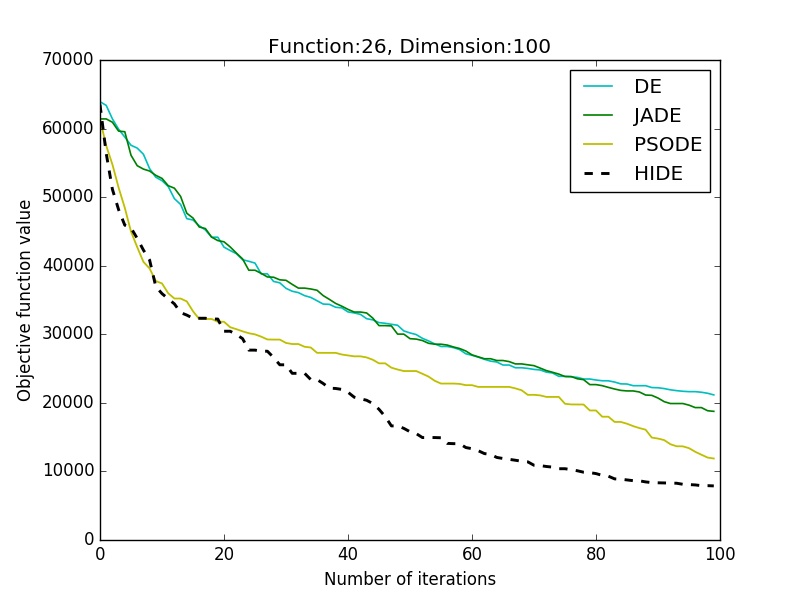 Function:26, Dimension:100
70000
60000
50000
40000
30000
20000
10000
0
Objective function value
DE
JADE
PSODE
HIDE
0 20 40 60 80 100
Number of iterations